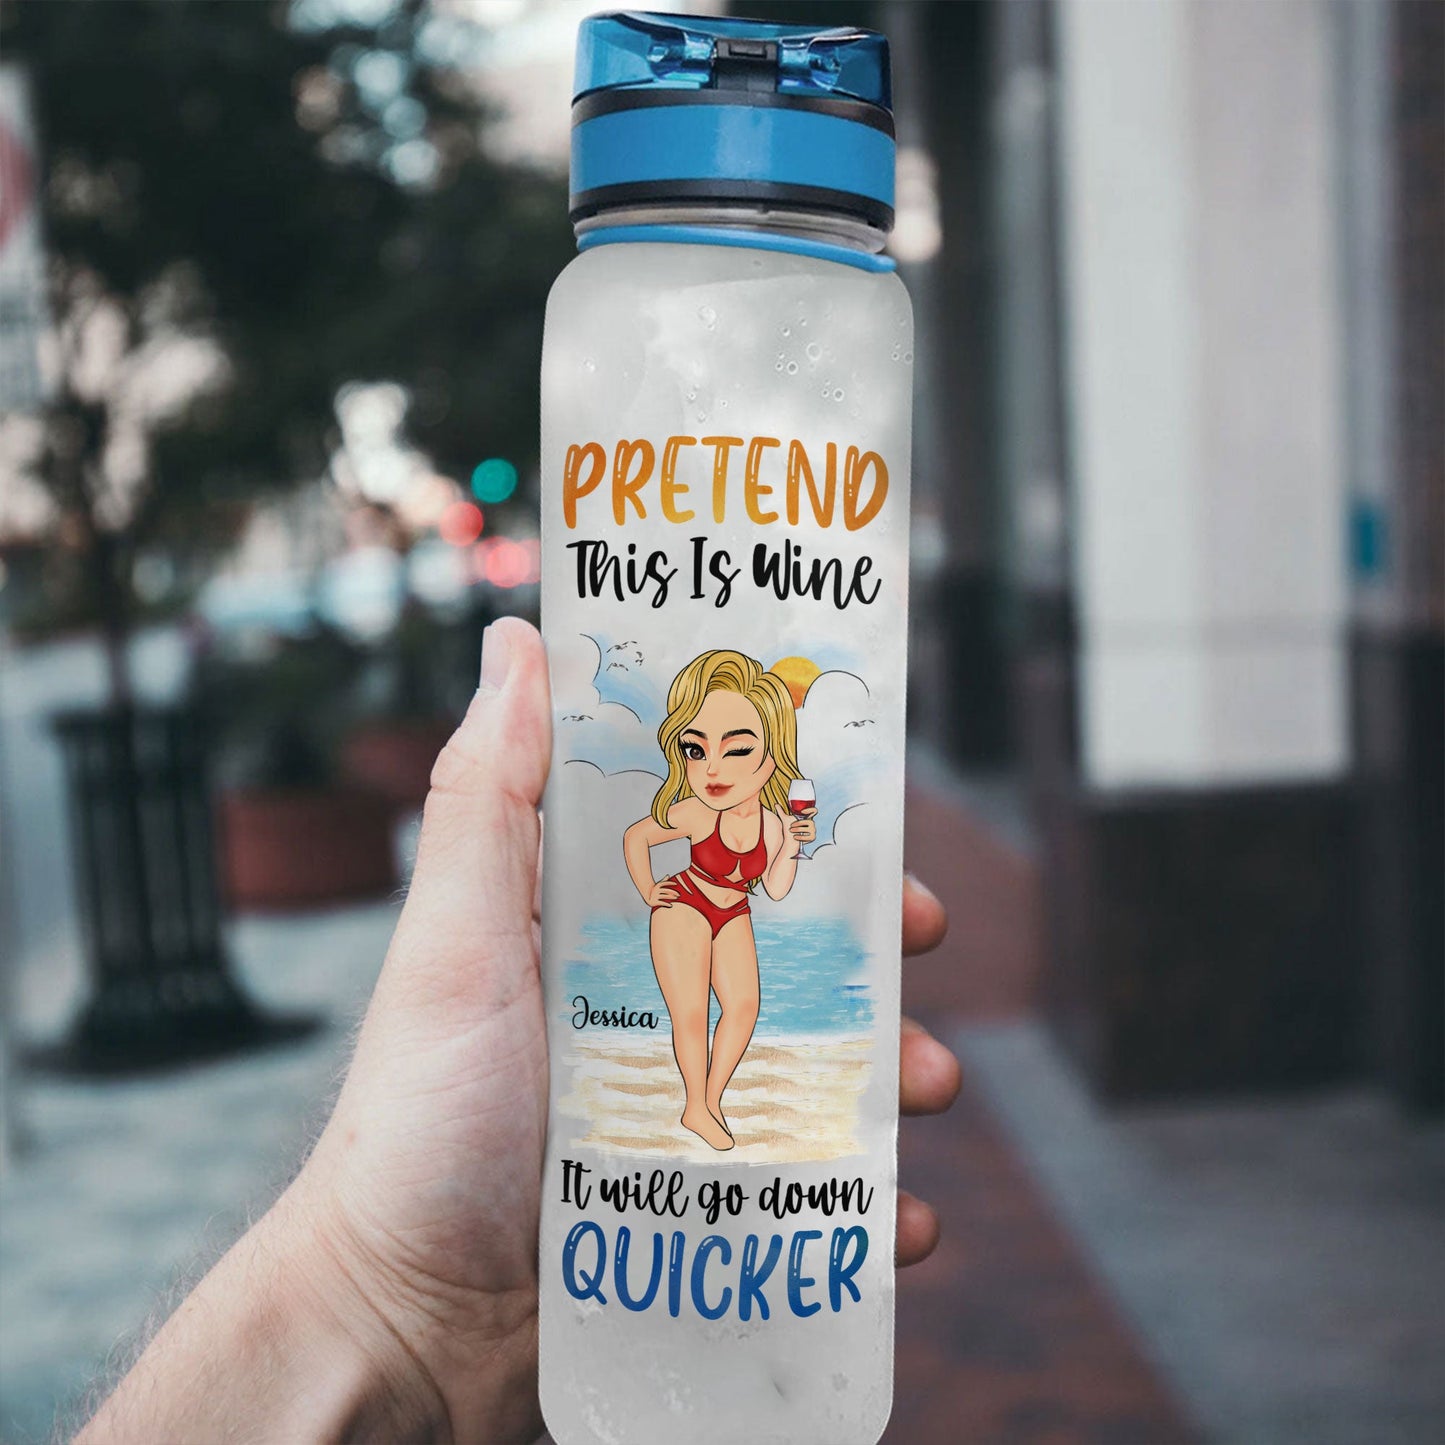 PRETEND
This Is Wine
Jessica
It will go down
QUICKER